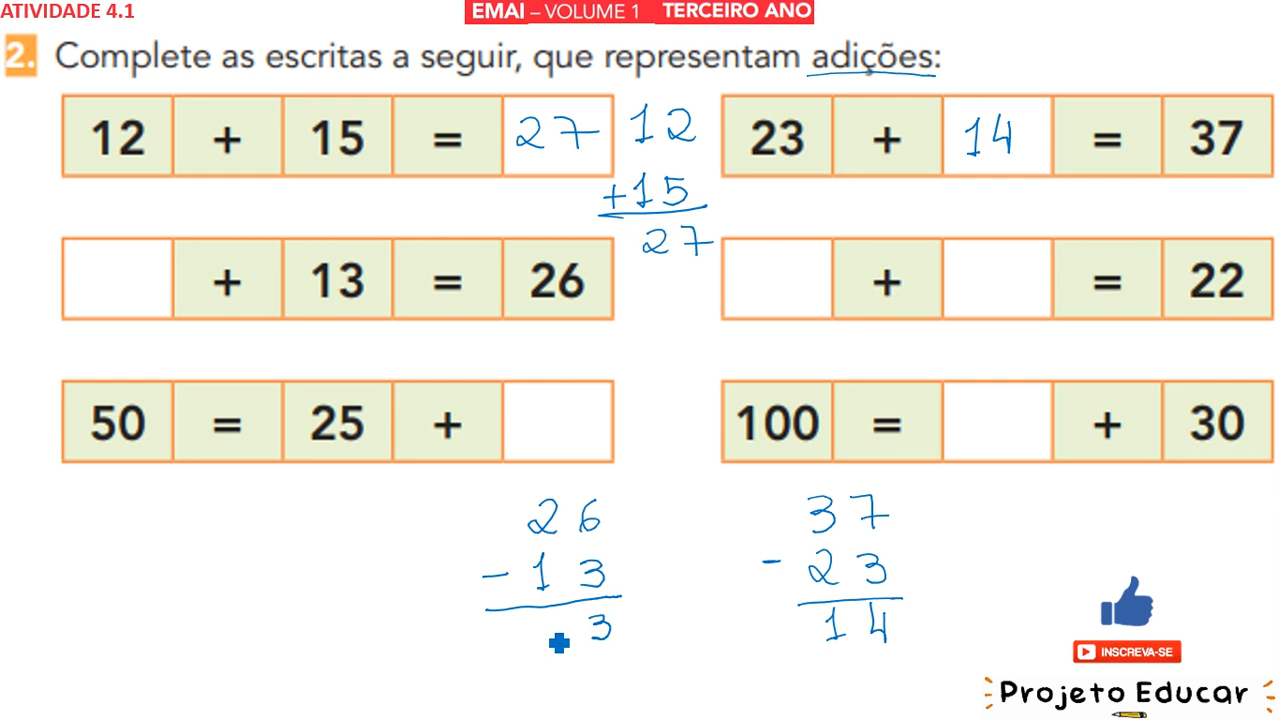 ATIVIDADE 4.1
EMAI – VOLUME 1 TERCEIRO ANO
2. Complete as escritas a seguir, que representam adições:
12 + 15 = 27
12
+15
27
23 + 14 = 37
+ 13 = 26
+ = 22
50 = 25 +
100 = + 30
26
- 13
3
37
- 23
14
INSCREVA-SE
Projeto Educar